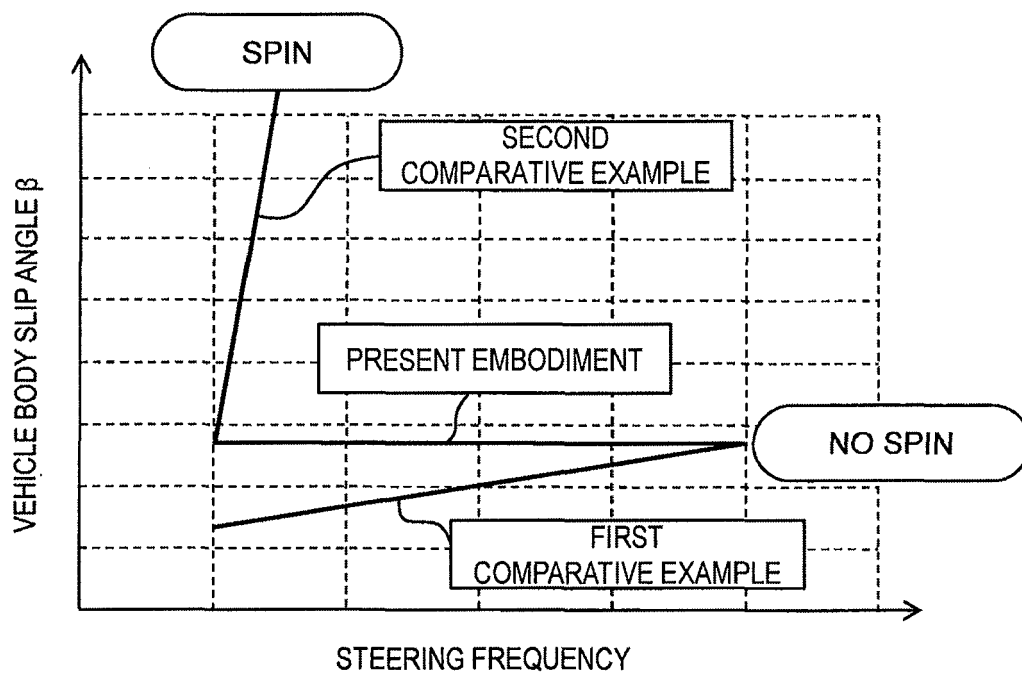 SPIN
SECOND
COMPARATIVE EXAMPLE
VEHICLE BODY SLIP ANGLE β
PRESENT EMBODIMENT
NO SPIN
FIRST
COMPARATIVE EXAMPLE
STEERING FREQUENCY